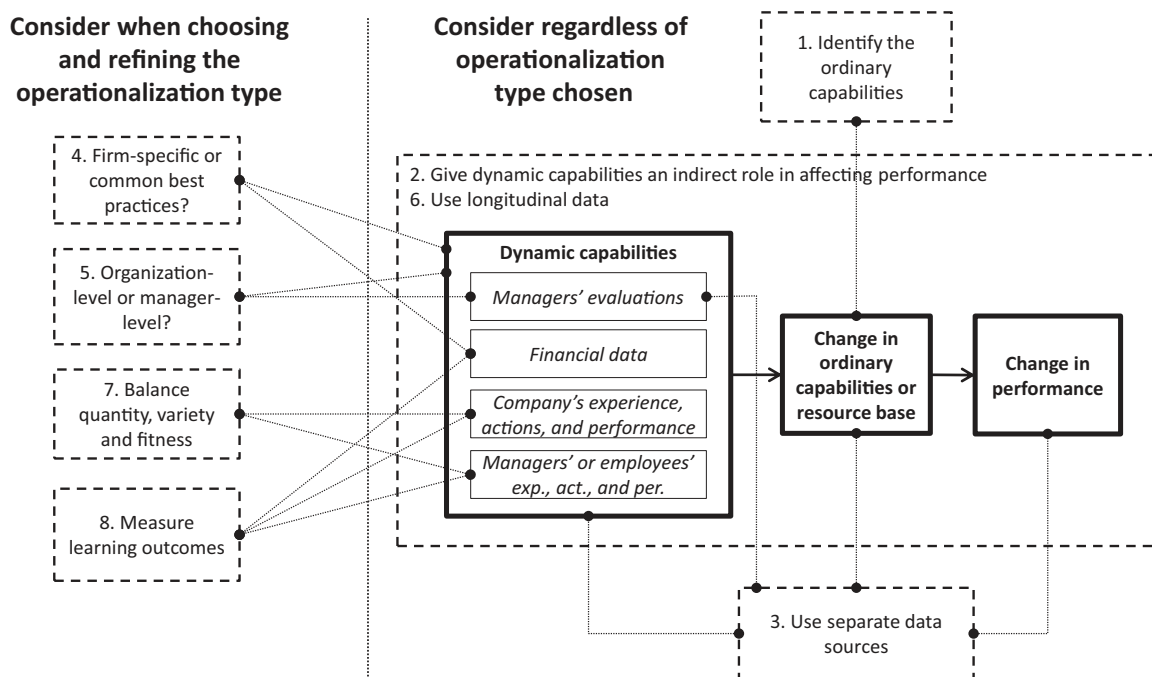 Consider when choosing
and refining the
operationalization type
4. Firm-specific or
common best
practices?
5. Organization-
level or manager-
level?
7. Balance
quantity, variety
and fitness
8. Measure
learning outcomes
Consider regardless of
operationalization
type chosen
1. Identify the
ordinary
capabilities
2. Give dynamic capabilities an indirect role in affecting performance
6. Use longitudinal data
Dynamic capabilities
Managers’ evaluations
Financial data
Company’s experience,
actions, and performance
Managers’ or employees’
exp., act., and per.
Change in
ordinary
capabilities or
resource base
Change in
performance
3. Use separate data
sources